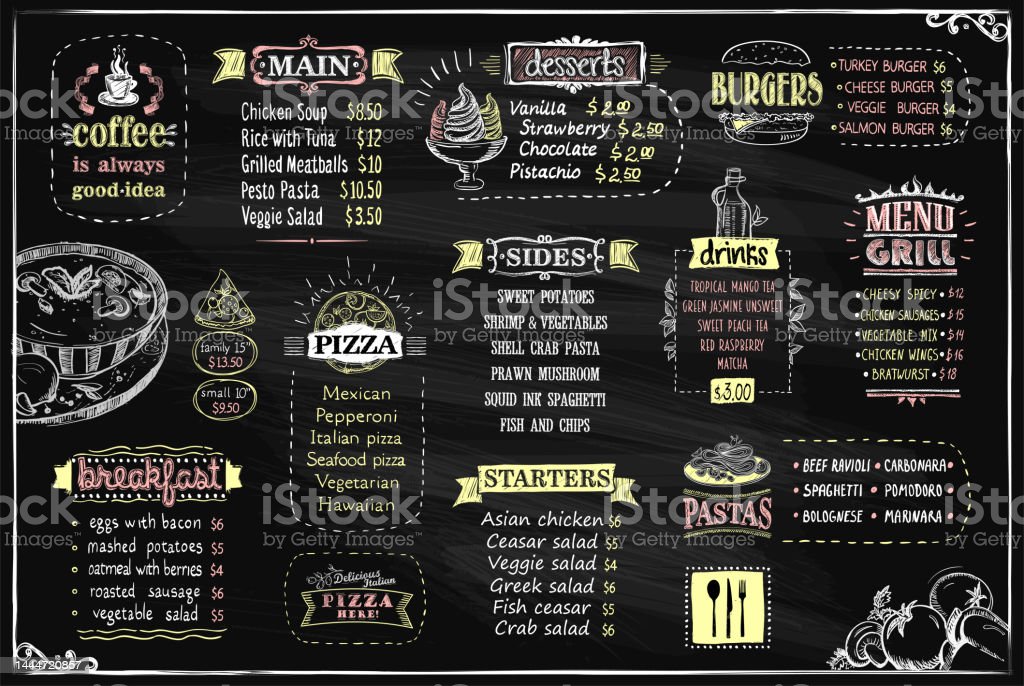 coffee
is always
good idea
MAIN
Chicken Soup $8.50
Rice with Tuna $12
Grilled Meatballs $10
Pesto Pasta $10.50
Veggie Salad $3.50
desserts
Vanilla $2.00
Strawberry $2.50
Chocolate $2.00
Pistachio $2.50
BURGERS
• TURKEY BURGER $6
• CHEESE BURGER $5
• VEGGIE BURGER $4
• SALMON BURGER $6
family 15"
$13.50
small 10"
$9.50
PIZZA
Mexican
Pepperoni
Italian pizza
Seafood pizza
Vegetarian
Hawaiian
SIDES
SWEET POTATOES
SHRIMP & VEGETABLES
SHELL CRAB PASTA
PRAWN MUSHROOM
SQUID INK SPAGHETTI
FISH AND CHIPS
drinks
TROPICAL MANGO TEA
GREEN JASMINE UNSWEET
SWEET PEACH TEA
RED RASPBERRY
MATCHA
$3.00
MENU
GRILL
• CHEESY SPICY • $12
• CHICKEN SAUSAGES • $15
• VEGETABLE MIX • $14
• CHICKEN WINGS • $16
• BRATWURST • $18
breakfast
• eggs with bacon $6
• mashed potatoes $5
• oatmeal with berries $4
• roasted sausage $6
• vegetable salad $5
Delicious
Italian
PIZZA
HERE!
STARTERS
Asian chicken $6
Ceasar salad $5
Veggie salad $4
Greek salad $6
Fish ceasar $5
Crab salad $6
PASTAS
• BEEF RAVIOLI • CARBONARA •
• SPAGHETTI • POMODORO •
• BOLOGNESE • MARINARA •
iStock
by Getty Images™
1444720857